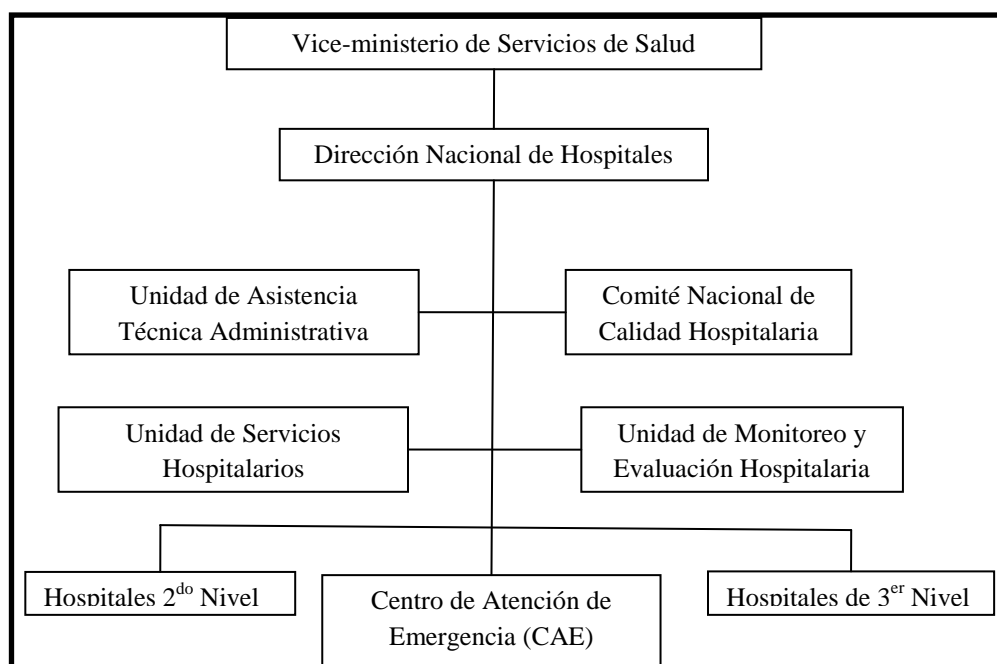 Vice-ministerio de Servicios de Salud
Dirección Nacional de Hospitales
Unidad de Asistencia
Técnica Administrativa
Comité Nacional de
Calidad Hospitalaria
Unidad de Servicios
Hospitalarios
Unidad de Monitoreo y
Evaluación Hospitalaria
Hospitales 2do Nivel
Centro de Atención de
Emergencia (CAE)
Hospitales de 3er Nivel